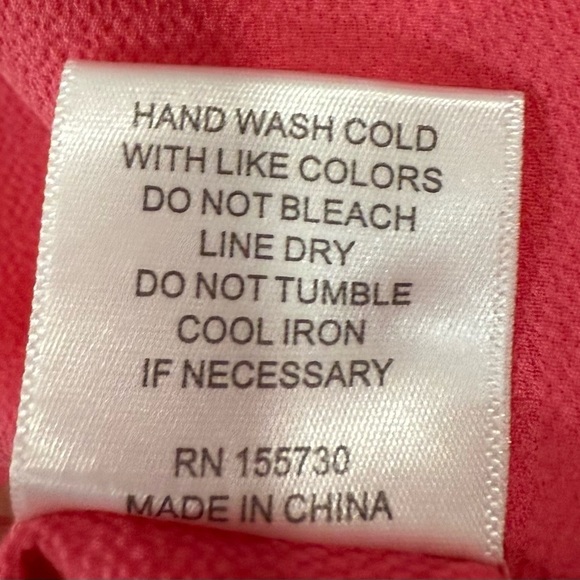 HAND WASH COLD
WITH LIKE COLORS
DO NOT BLEACH
LINE DRY
DO NOT TUMBLE
COOL IRON
IF NECESSARY
RN 155730
MADE IN CHINA